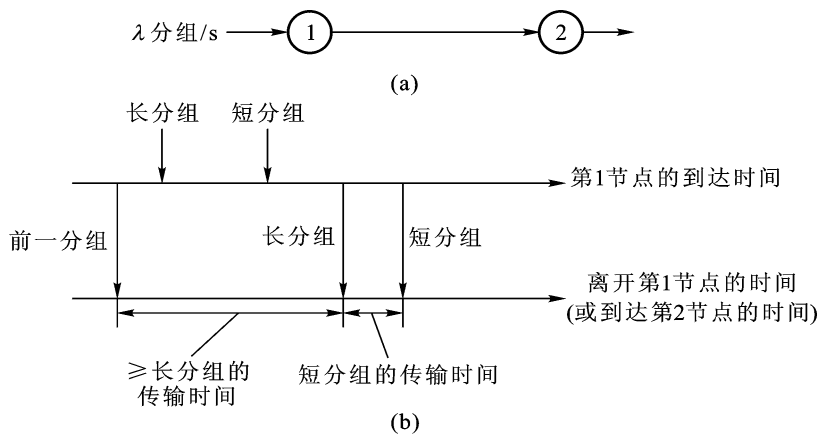 λ分组/s
1
2
(a)
长分组
短分组
第1节点的到达时间
前一分组
长分组
短分组
离开第1节点的时间
(或到达第2节点的时间)
≥长分组的
传输时间
短分组的传输时间
(b)